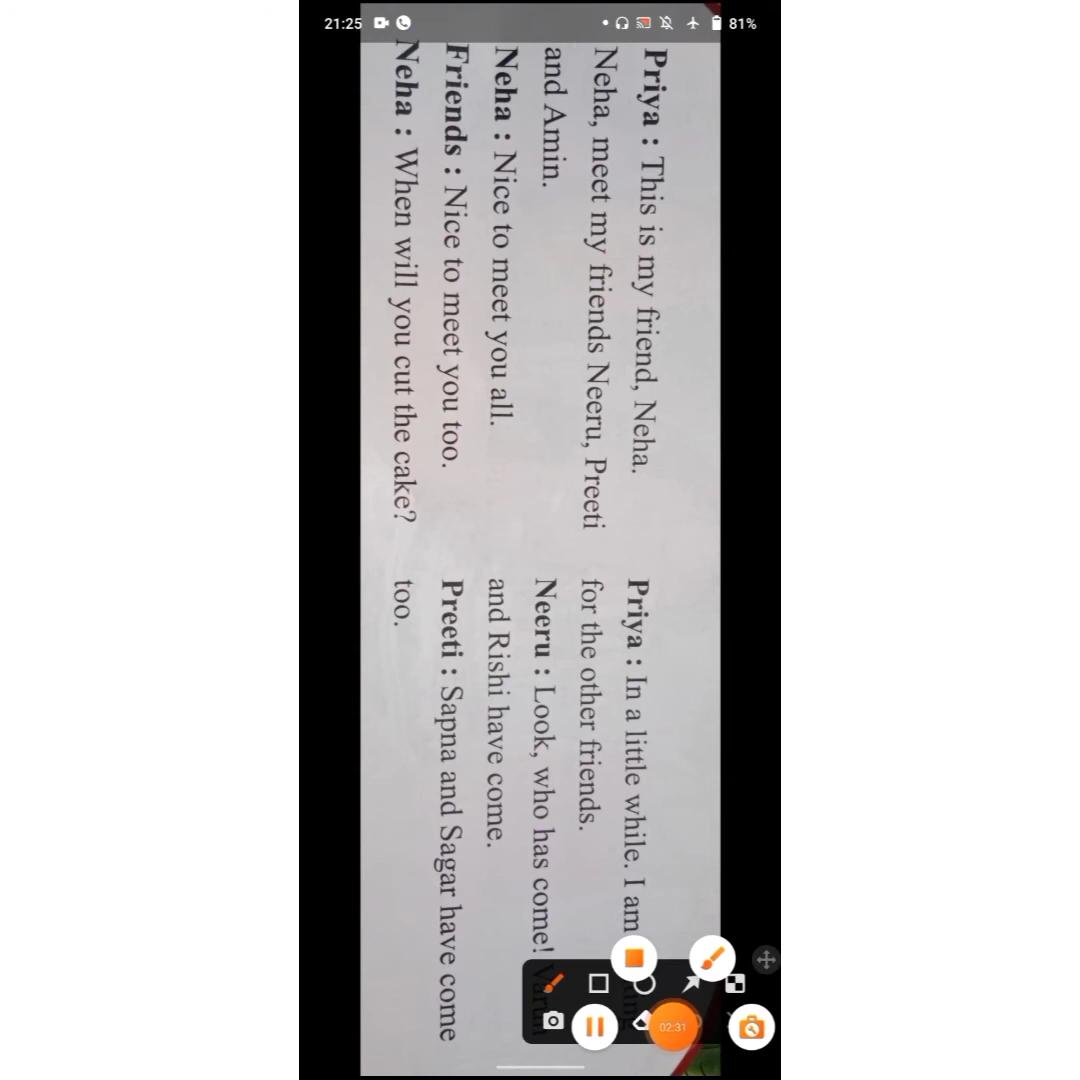 21:25
81%
Priya : This is my friend, Neha.
Neha, meet my friends Neeru, Preeti
and Amin.
Neha : Nice to meet you all.
Friends : Nice to meet you too.
Neha : When will you cut the cake?
Priya : In a little while. I am
for the other friends.
Neeru : Look, who has come! Varun
and Rishi have come.
Preeti : Sapna and Sagar have come
too.
02:31